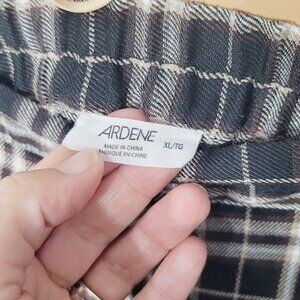 ARDENE
XL/TG
MADE IN CHINA
FABRIQUÉ EN CHINE